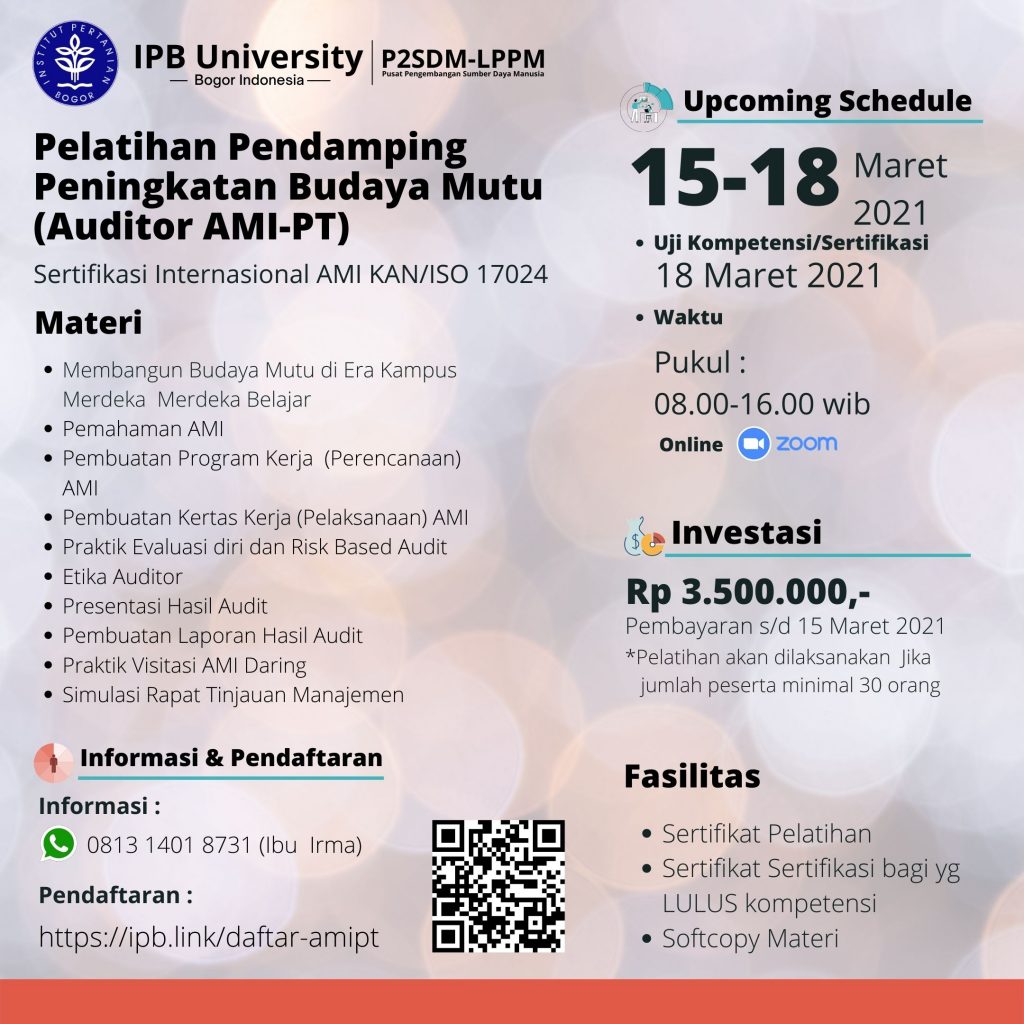 INSTITUT PERTANIAN BOGOR
IPB University
Bogor Indonesia
P2SDM-LPPM
Pusat Pengembangan Sumber Daya Manusia
Pelatihan Pendamping
Peningkatan Budaya Mutu
(Auditor AMI-PT)
Sertifikasi Internasional AMI KAN/ISO 17024
Materi
• Membangun Budaya Mutu di Era Kampus
Merdeka Merdeka Belajar
• Pemahaman AMI
• Pembuatan Program Kerja (Perencanaan)
AMI
• Pembuatan Kertas Kerja (Pelaksanaan) AMI
• Praktik Evaluasi diri dan Risk Based Audit
• Etika Auditor
• Presentasi Hasil Audit
• Pembuatan Laporan Hasil Audit
• Praktik Visitasi AMI Daring
• Simulasi Rapat Tinjauan Manajemen
Informasi & Pendaftaran
Informasi :
0813 1401 8731 (Ibu Irma)
Pendaftaran :
https://ipb.link/daftar-amipt
Upcoming Schedule
15-18 Maret
2021
• Uji Kompetensi/Sertifikasi
18 Maret 2021
• Waktu
Pukul :
08.00-16.00 wib
Online zoom
Investasi
Rp 3.500.000,-
Pembayaran s/d 15 Maret 2021
*Pelatihan akan dilaksanakan Jika
jumlah peserta minimal 30 orang
Fasilitas
• Sertifikat Pelatihan
• Sertifikat Sertifikasi bagi yg
LULUS kompetensi
• Softcopy Materi